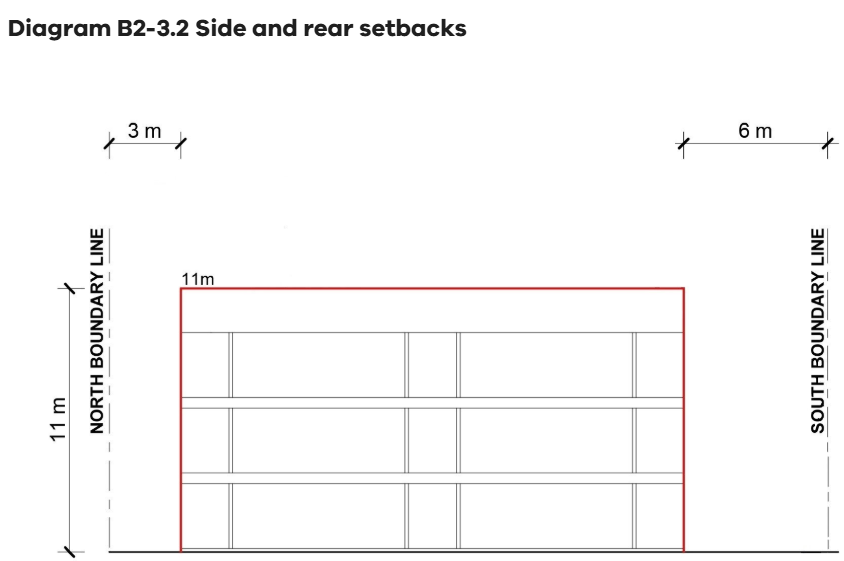 Diagram B2-3.2 Side and rear setbacks
3 m
6 m
NORTH BOUNDARY LINE
SOUTH BOUNDARY LINE
11m
11 m